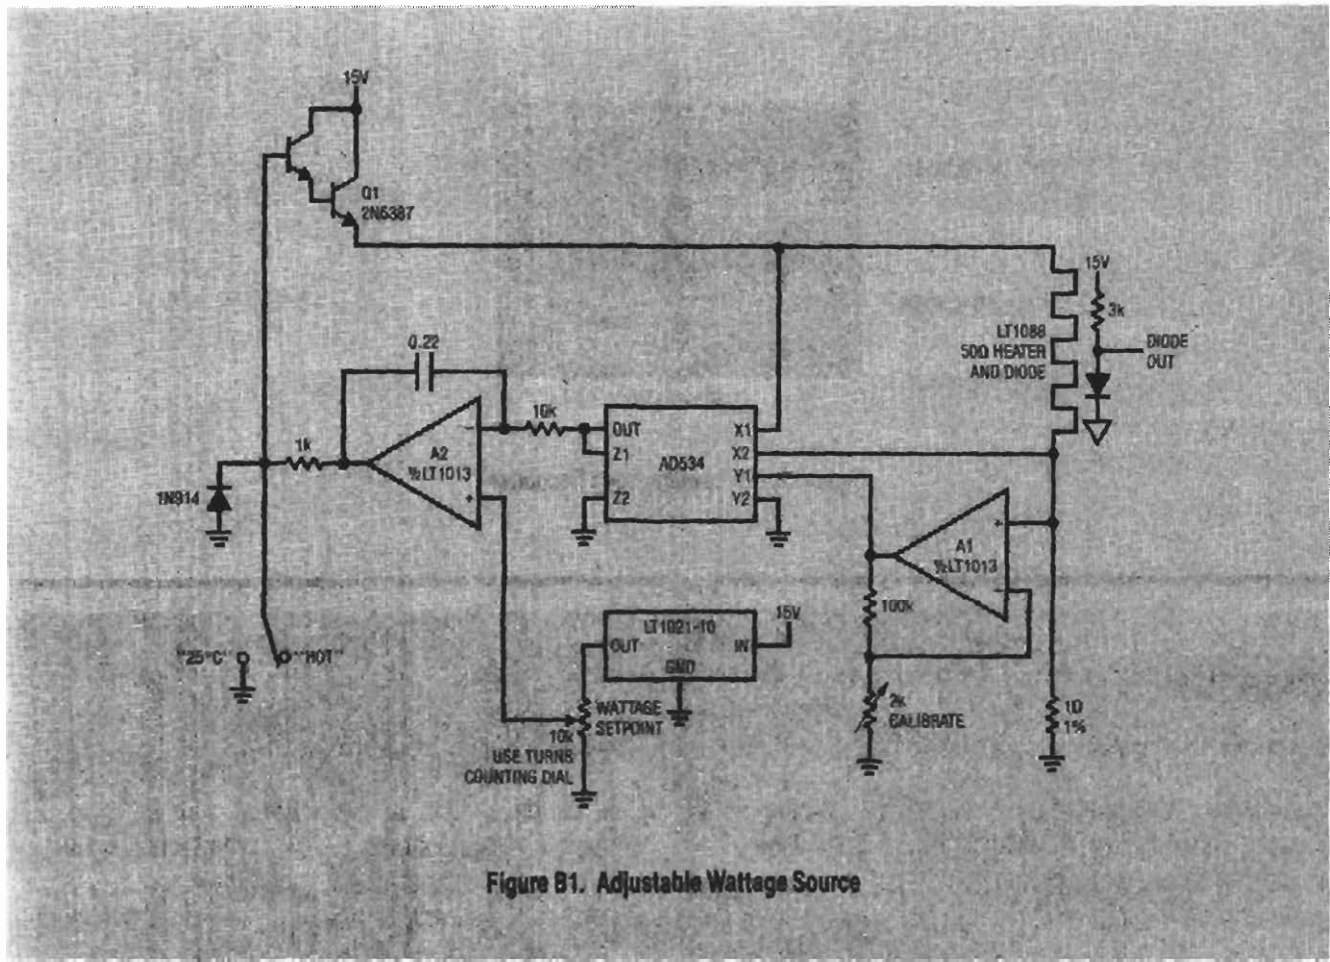 15V
Q1
2N6387
15V
3k
LT1088
50Ω HEATER
AND DIODE
DIODE
OUT
0.22
10k
OUT
X1
1k
A2
½LT1013
−
+
Z1
AD534
X2
Y1
Z2
Y2
1N914
A1
½LT1013
+
−
100k
LT1021-10
15V
OUT
IN
GND
"25°C"
"HOT"
WATTAGE
SETPOINT
10k
USE TURNS
COUNTING DIAL
2k
CALIBRATE
1Ω
1%
Figure B1. Adjustable Wattage Source